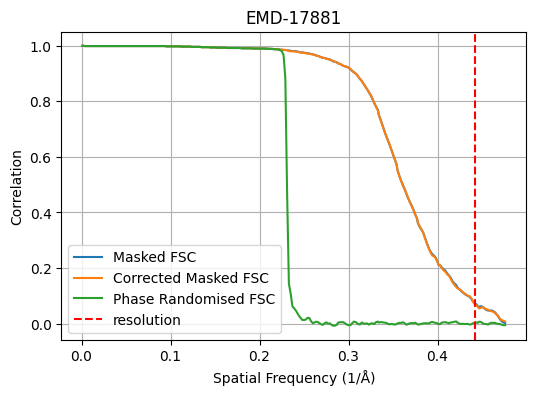 EMD-17881
1.0
0.8
0.6
0.4
0.2
0.0
Correlation
Masked FSC
Corrected Masked FSC
Phase Randomised FSC
resolution
0.0 0.1 0.2 0.3 0.4
Spatial Frequency (1/Å)